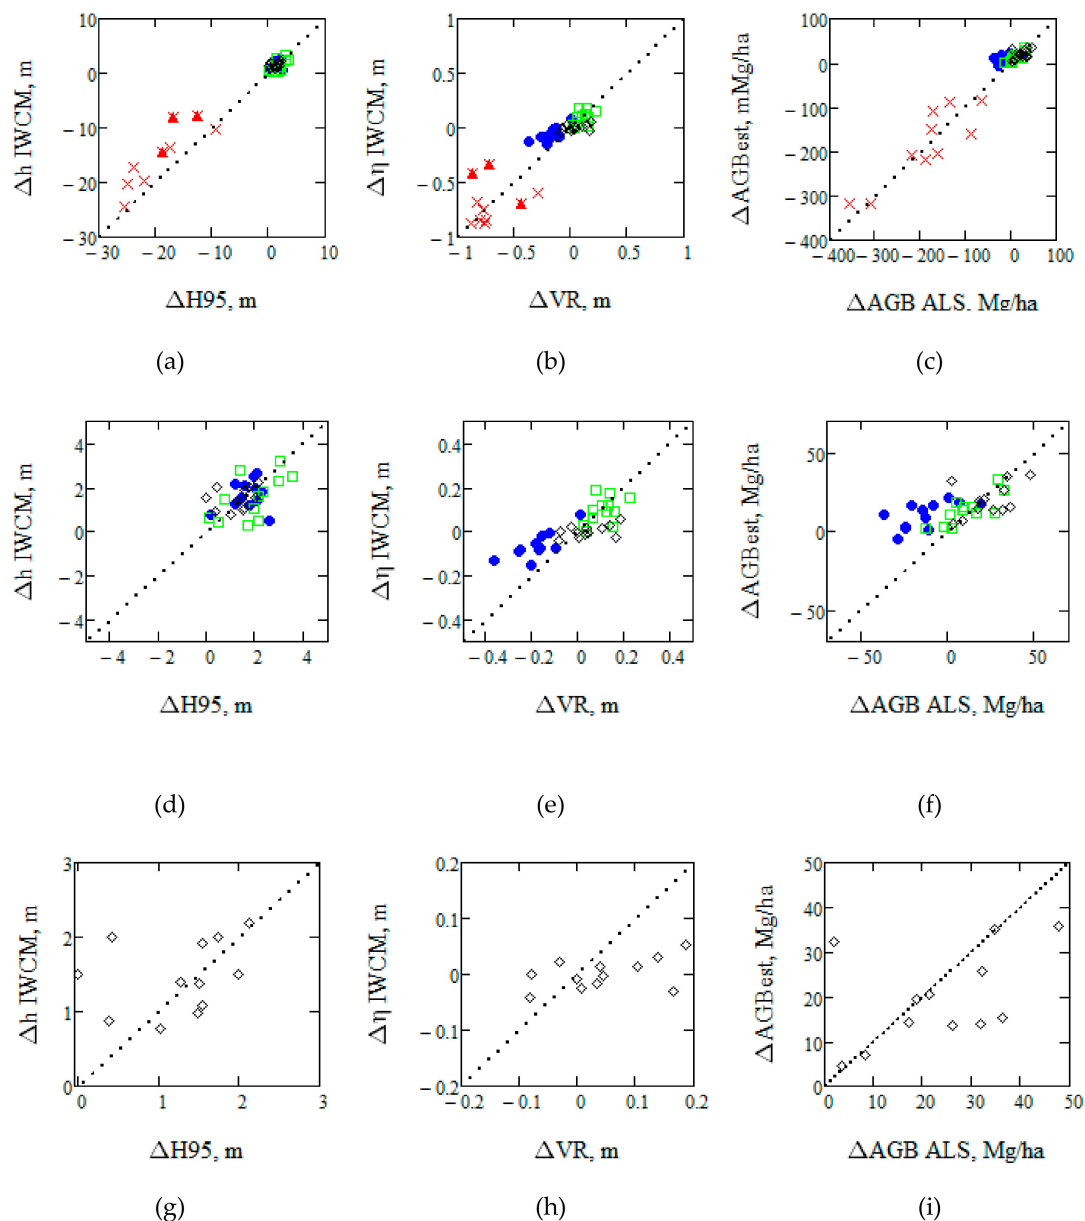 10
0
−10
−20
−30
Δh IWCM, m
−30 −20 −10 0 10
ΔH95, m
(a)
1
0.5
0
−0.5
−1
Δη IWCM, m
−1 −0.5 0 0.5 1
ΔVR, m
(b)
100
0
−100
−200
−300
−400
ΔAGBest, mMg/ha
−400 −300 −200 −100 0 100
ΔAGB ALS, Mg/ha
(c)
4
2
0
−2
−4
Δh IWCM, m
−4 −2 0 2 4
ΔH95, m
(d)
0.4
0.2
0
−0.2
−0.4
Δη IWCM, m
−0.4 −0.2 0 0.2 0.4
ΔVR, m
(e)
50
0
−50
ΔAGBest, Mg/ha
−50 0 50
ΔAGB ALS, Mg/ha
(f)
3
2
1
0
Δh IWCM, m
0 1 2 3
ΔH95, m
(g)
0.2
0.1
0
−0.1
−0.2
Δη IWCM, m
−0.2 −0.1 0 0.1 0.2
ΔVR, m
(h)
50
40
30
20
10
0
ΔAGBest, Mg/ha
0 10 20 30 40 50
ΔAGB ALS, Mg/ha
(i)